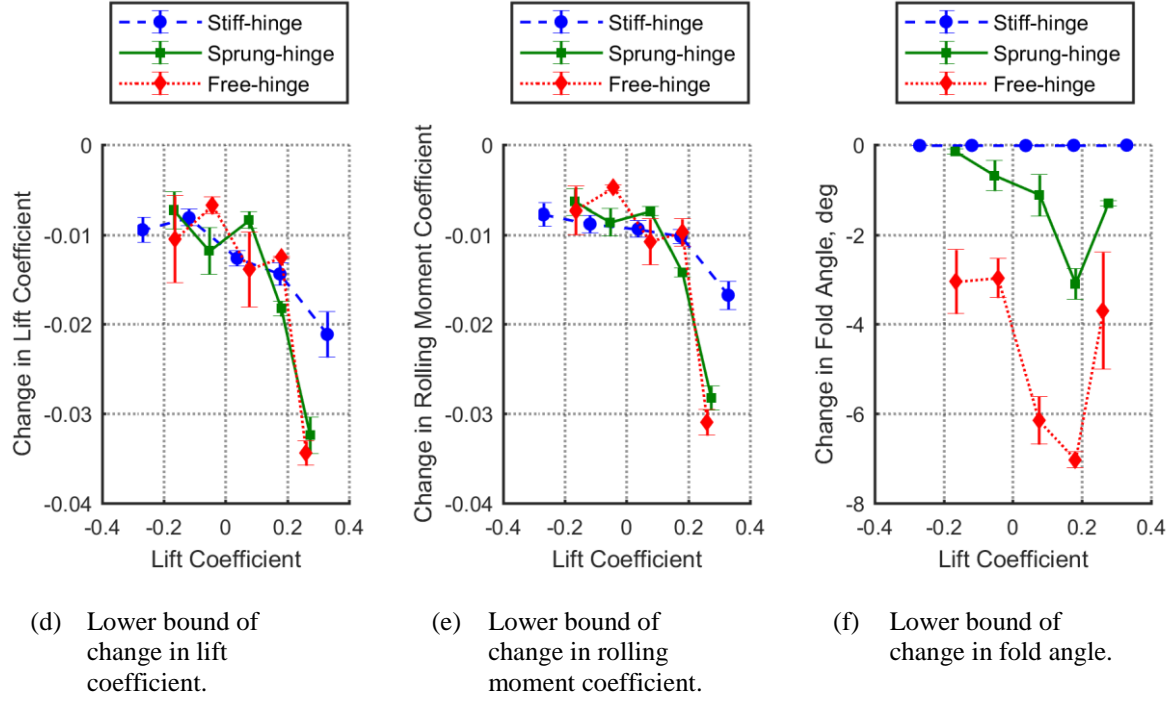 Stiff-hinge
Sprung-hinge
Free-hinge
0
-0.01
-0.02
-0.03
-0.04
-0.4
-0.2
0
0.2
0.4
Change in Lift Coefficient
Lift Coefficient
(d) Lower bound of
change in lift
coefficient.
Stiff-hinge
Sprung-hinge
Free-hinge
0
-0.01
-0.02
-0.03
-0.04
-0.4
-0.2
0
0.2
0.4
Change in Rolling Moment Coefficient
Lift Coefficient
(e) Lower bound of
change in rolling
moment coefficient.
Stiff-hinge
Sprung-hinge
Free-hinge
0
-2
-4
-6
-8
-0.4
-0.2
0
0.2
0.4
Change in Fold Angle, deg
Lift Coefficient
(f) Lower bound of
change in fold angle.